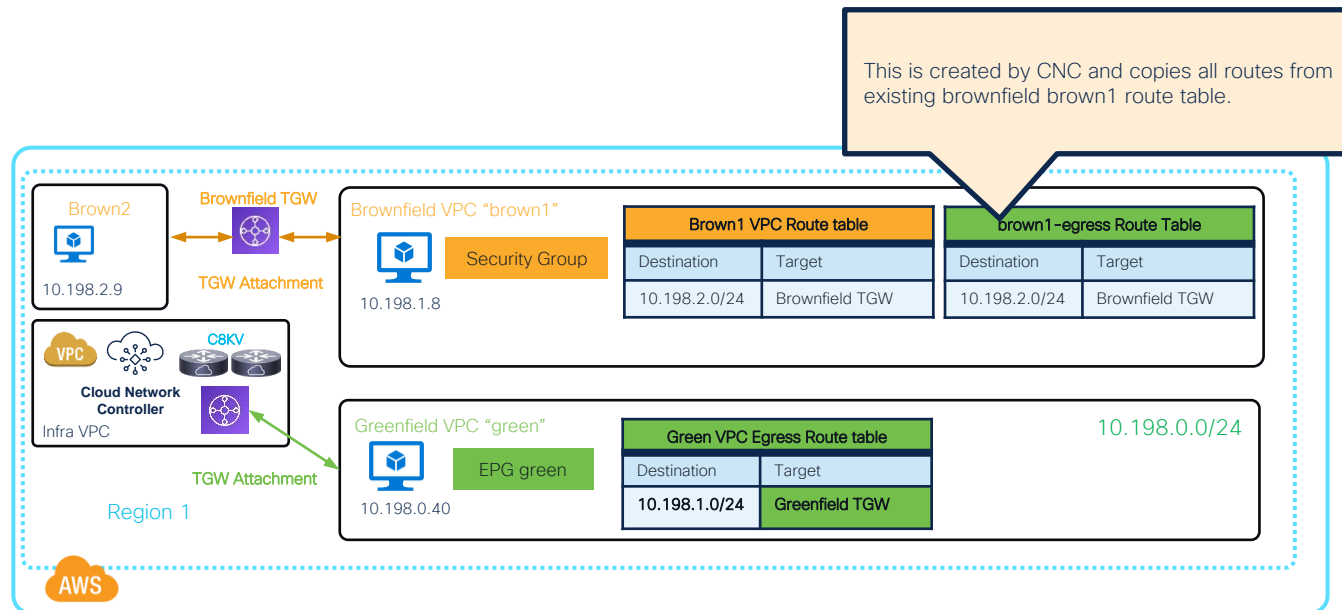 This is created by CNC and copies all routes from
existing brownfield brown1 route table.
Brown2
10.198.2.9
Brownfield TGW
TGW Attachment
Brownfield VPC “brown1”
10.198.1.8
Security Group
Brown1 VPC Route table
Destination Target
10.198.2.0/24 Brownfield TGW
brown1-egress Route Table
Destination Target
10.198.2.0/24 Brownfield TGW
VPC
C8KV
Cloud Network
Controller
Infra VPC
TGW Attachment
Greenfield VPC “green”
10.198.0.40
EPG green
Green VPC Egress Route table
Destination Target
10.198.1.0/24 Greenfield TGW
10.198.0.0/24
Region 1
AWS